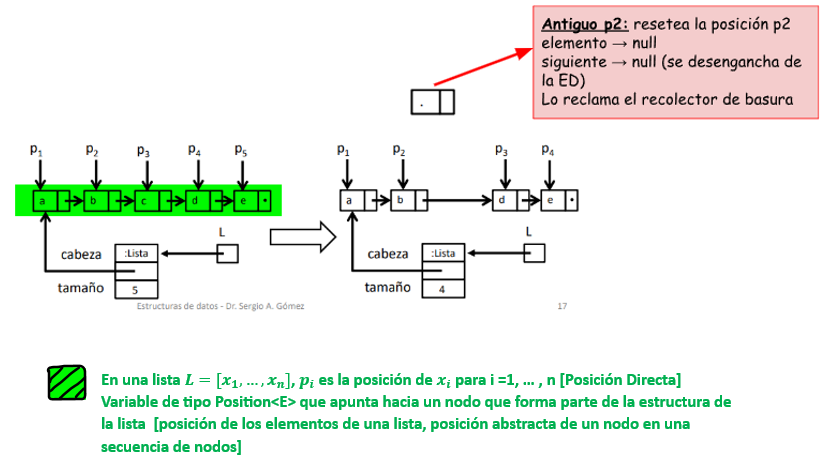 Antiguo p2: resetea la posición p2
elemento → null
siguiente → null (se desengancha de
la ED)
Lo reclama el recolector de basura
.
p1 p2 p3 p4 p5
a b c d e •
L
cabeza :Lista
tamaño 5
p1 p2 p3 p4
a b d e •
L
cabeza :Lista
tamaño 4
Estructuras de datos - Dr. Sergio A. Gómez 17
En una lista L = [x1, … , xn], pi es la posición de xi para i =1, … , n [Posición Directa]
Variable de tipo Position<E> que apunta hacia un nodo que forma parte de la estructura de
la lista [posición de los elementos de una lista, posición abstracta de un nodo en una
secuencia de nodos]